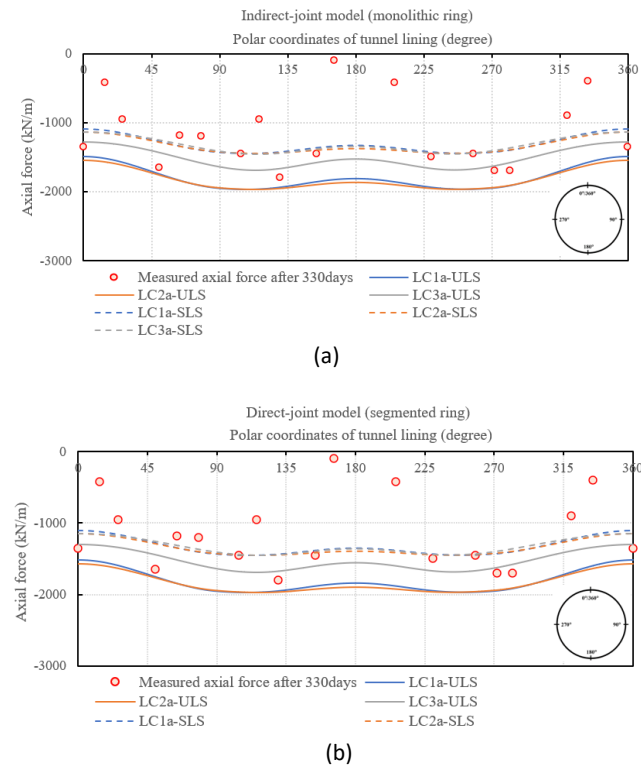 Indirect-joint model (monolithic ring)
Polar coordinates of tunnel lining (degree)
0 45 90 135 180 225 270 315 360
0
-1000
-2000
-3000
Axial force (kN/m)
0°/360°
270° 90°
180°
Measured axial force after 330days LC1a-ULS
LC2a-ULS LC3a-ULS
LC1a-SLS LC2a-SLS
LC3a-SLS
(a)
Direct-joint model (segmented ring)
Polar coordinates of tunnel lining (degree)
0 45 90 135 180 225 270 315 360
0
-1000
-2000
-3000
Axial force (kN/m)
0°/360°
270° 90°
180°
Measured axial force after 330days LC1a-ULS
LC2a-ULS LC3a-ULS
LC1a-SLS LC2a-SLS
(b)